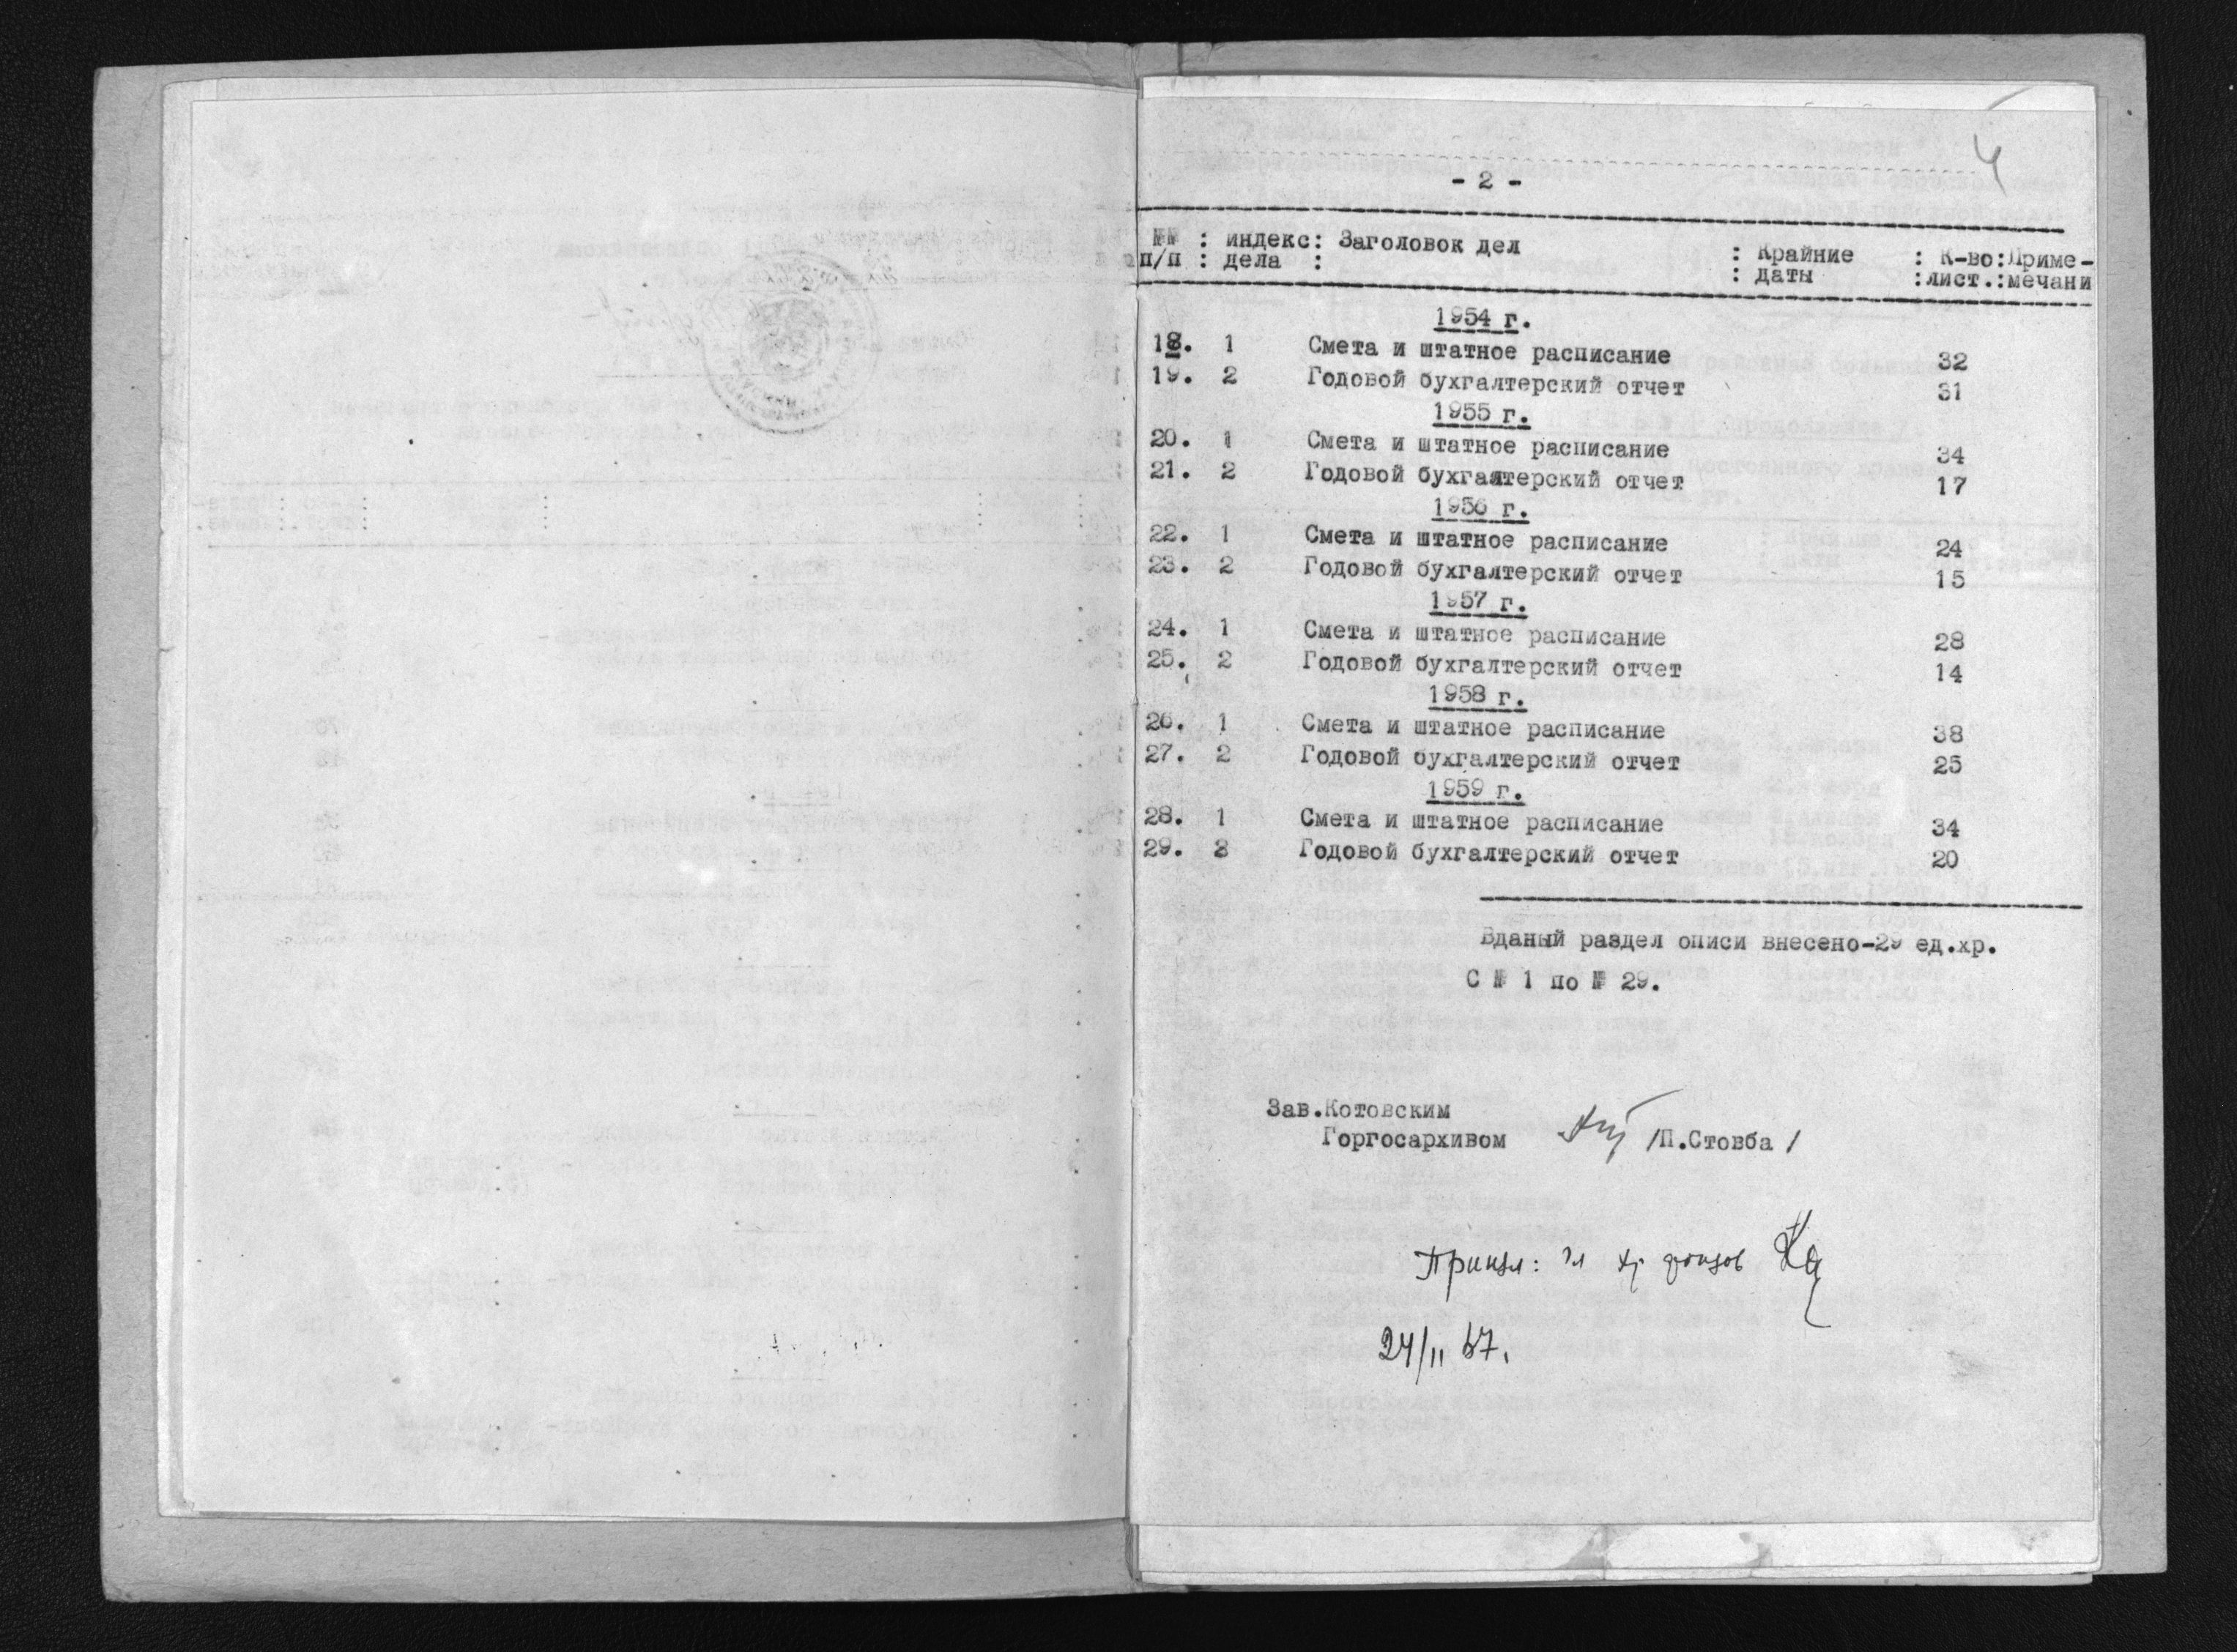 4
- 2 -
№№ : индекс: Заголовок дел : Крайние : К-во:Приме-
п/п : дела : : даты :лист.:мечани
1954 г.
18. 1 Смета и штатное расписание 32
19. 2 Годовой бухгалтерский отчет 31
1955 г.
20. 1 Смета и штатное расписание 34
21. 2 Годовой бухгалтерский отчет 17
1956 г.
22. 1 Смета и штатное расписание 24
23. 2 Годовой бухгалтерский отчет 15
1957 г.
24. 1 Смета и штатное расписание 28
25. 2 Годовой бухгалтерский отчет 14
1958 г.
26. 1 Смета и штатное расписание 38
27. 2 Годовой бухгалтерский отчет 25
1959 г.
28. 1 Смета и штатное расписание 34
29. 2 Годовой бухгалтерский отчет 20
Вданый раздел описи внесено-29 ед.хр.
С № 1 по № 29.
Зав.Котовским
Горгосархивом /П.Стовба/
фондов
24/II 67.